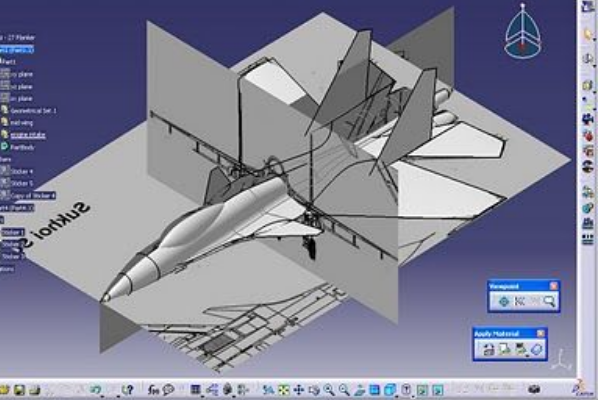 z - 27 Flanker
Part1
xy plane
yz plane
zx plane
Geometrical Set.1
mid wing
engine intake
PartBody
Sticker 4
Sticker 5
Copy of Sticker 4
Sticker 1
Sticker 2
Sticker 3
Sukhoi S
Viewpoint
Apply Material
CATIA